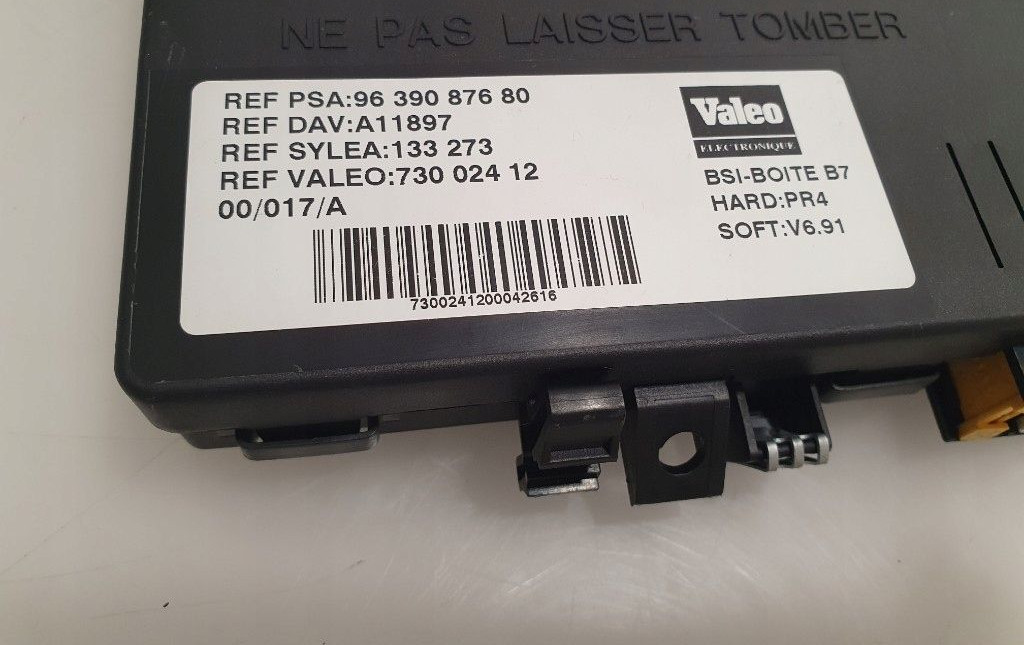 NE PAS LAISSER TOMBER
REF PSA:96 390 876 80
REF DAV:A11897
REF SYLEA:133 273
REF VALEO:730 024 12
00/017/A
7300241200042616
Valeo
ELECTRONIQUE
BSI-BOITE B7
HARD:PR4
SOFT:V6.91